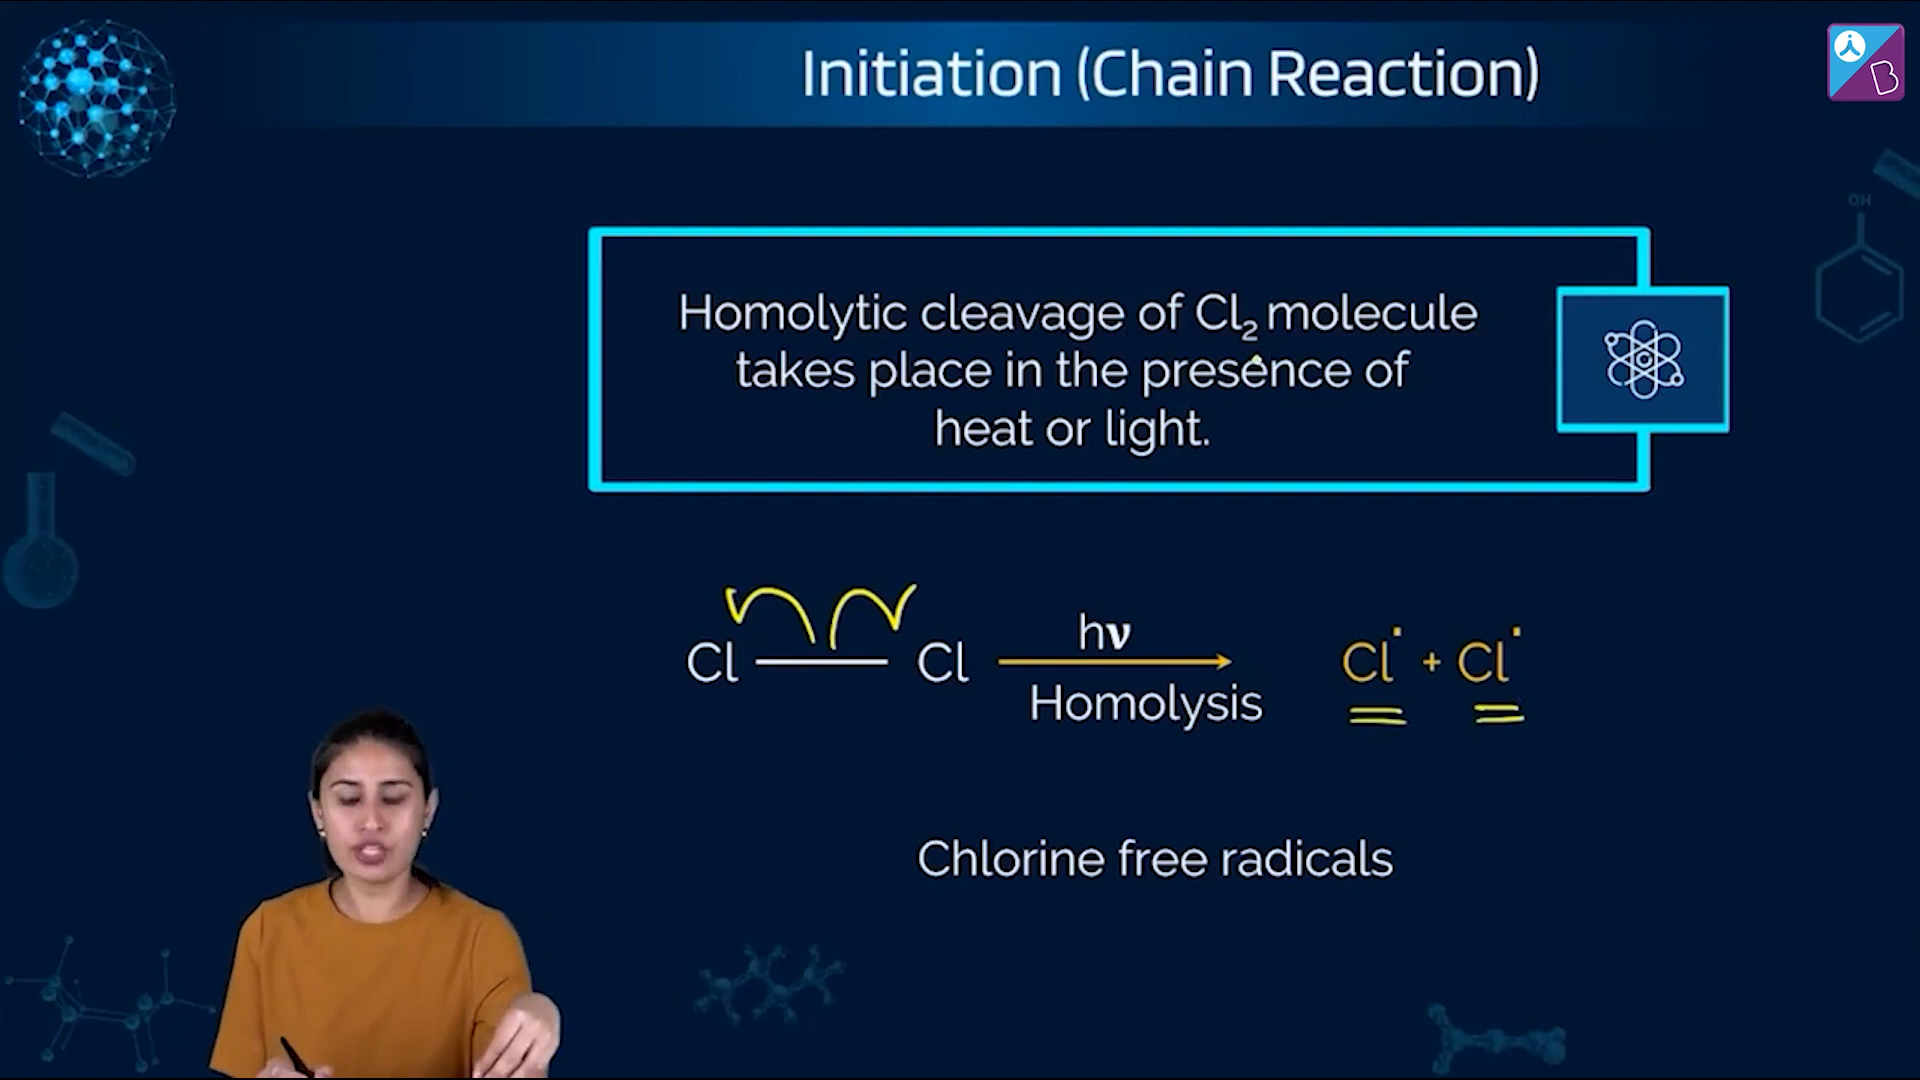 Initiation (Chain Reaction)
B
OH
Homolytic cleavage of Cl₂ molecule
takes place in the presence of
heat or light.
Cl — Cl hν Cl˙ + Cl˙
Homolysis
Chlorine free radicals